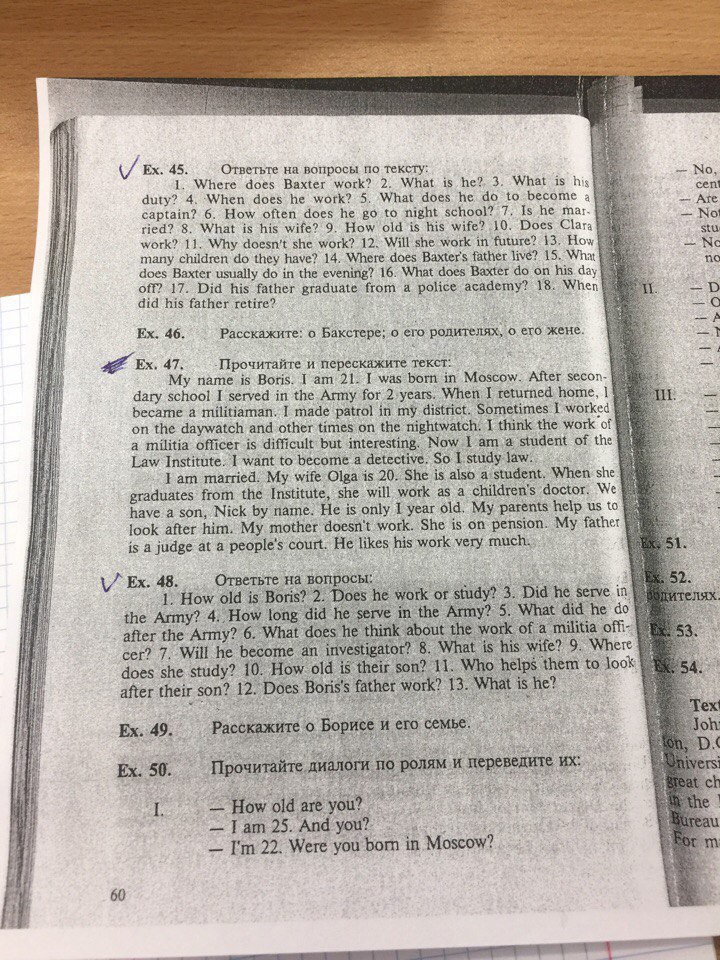 Ex. 45. Ответьте на вопросы по тексту:
1. Where does Baxter work? 2. What is he? 3. What is his
duty? 4. When does he work? 5. What does he do to become a
captain? 6. How often does he go to night school? 7. Is he mar-
ried? 8. What is his wife? 9. How old is his wife? 10. Does Clara
work? 11. Why doesn't she work? 12. Will she work in future? 13. How
many children do they have? 14. Where does Baxter's father live? 15. What
does Baxter usually do in the evening? 16. What does Baxter do on his day
off? 17. Did his father graduate from a police academy? 18. When
did his father retire?
Ex. 46. Расскажите: о Бакстере; о его родителях, о его жене.
Ex. 47. Прочитайте и перескажите текст:
My name is Boris. I am 21. I was born in Moscow. After secon-
dary school I served in the Army for 2 years. When I returned home, I
became a militiaman. I made patrol in my district. Sometimes I worked
on the daywatch and other times on the nightwatch. I think the work of
a militia officer is difficult but interesting. Now I am a student of the
Law Institute. I want to become a detective. So I study law.
I am married. My wife Olga is 20. She is also a student. When she
graduates from the Institute, she will work as a children's doctor. We
have a son, Nick by name. He is only 1 year old. My parents help us to
look after him. My mother doesn't work. She is on pension. My father
is a judge at a people's court. He likes his work very much.
Ex. 48. Ответьте на вопросы:
1. How old is Boris? 2. Does he work or study? 3. Did he serve in
the Army? 4. How long did he serve in the Army? 5. What did he do
after the Army? 6. What does he think about the work of a militia offi-
cer? 7. Will he become an investigator? 8. What is his wife? 9. Where
does she study? 10. How old is their son? 11. Who helps them to look
after their son? 12. Does Boris's father work? 13. What is he?
Ex. 49. Расскажите о Борисе и его семье.
Ex. 50. Прочитайте диалоги по ролям и переведите их:
I. — How old are you?
— I am 25. And you?
— I'm 22. Were you born in Moscow?
60
— No,
cent
— Are
— No
stu
— No
no
II. — D
— O
— A
— 
— A
—
III. —
Ex. 51.
Ex. 52.
родителях.
Ex. 53.
Ex. 54.
Text
John
ton, D.C
Universi
great ch
in the
Bureau
For m